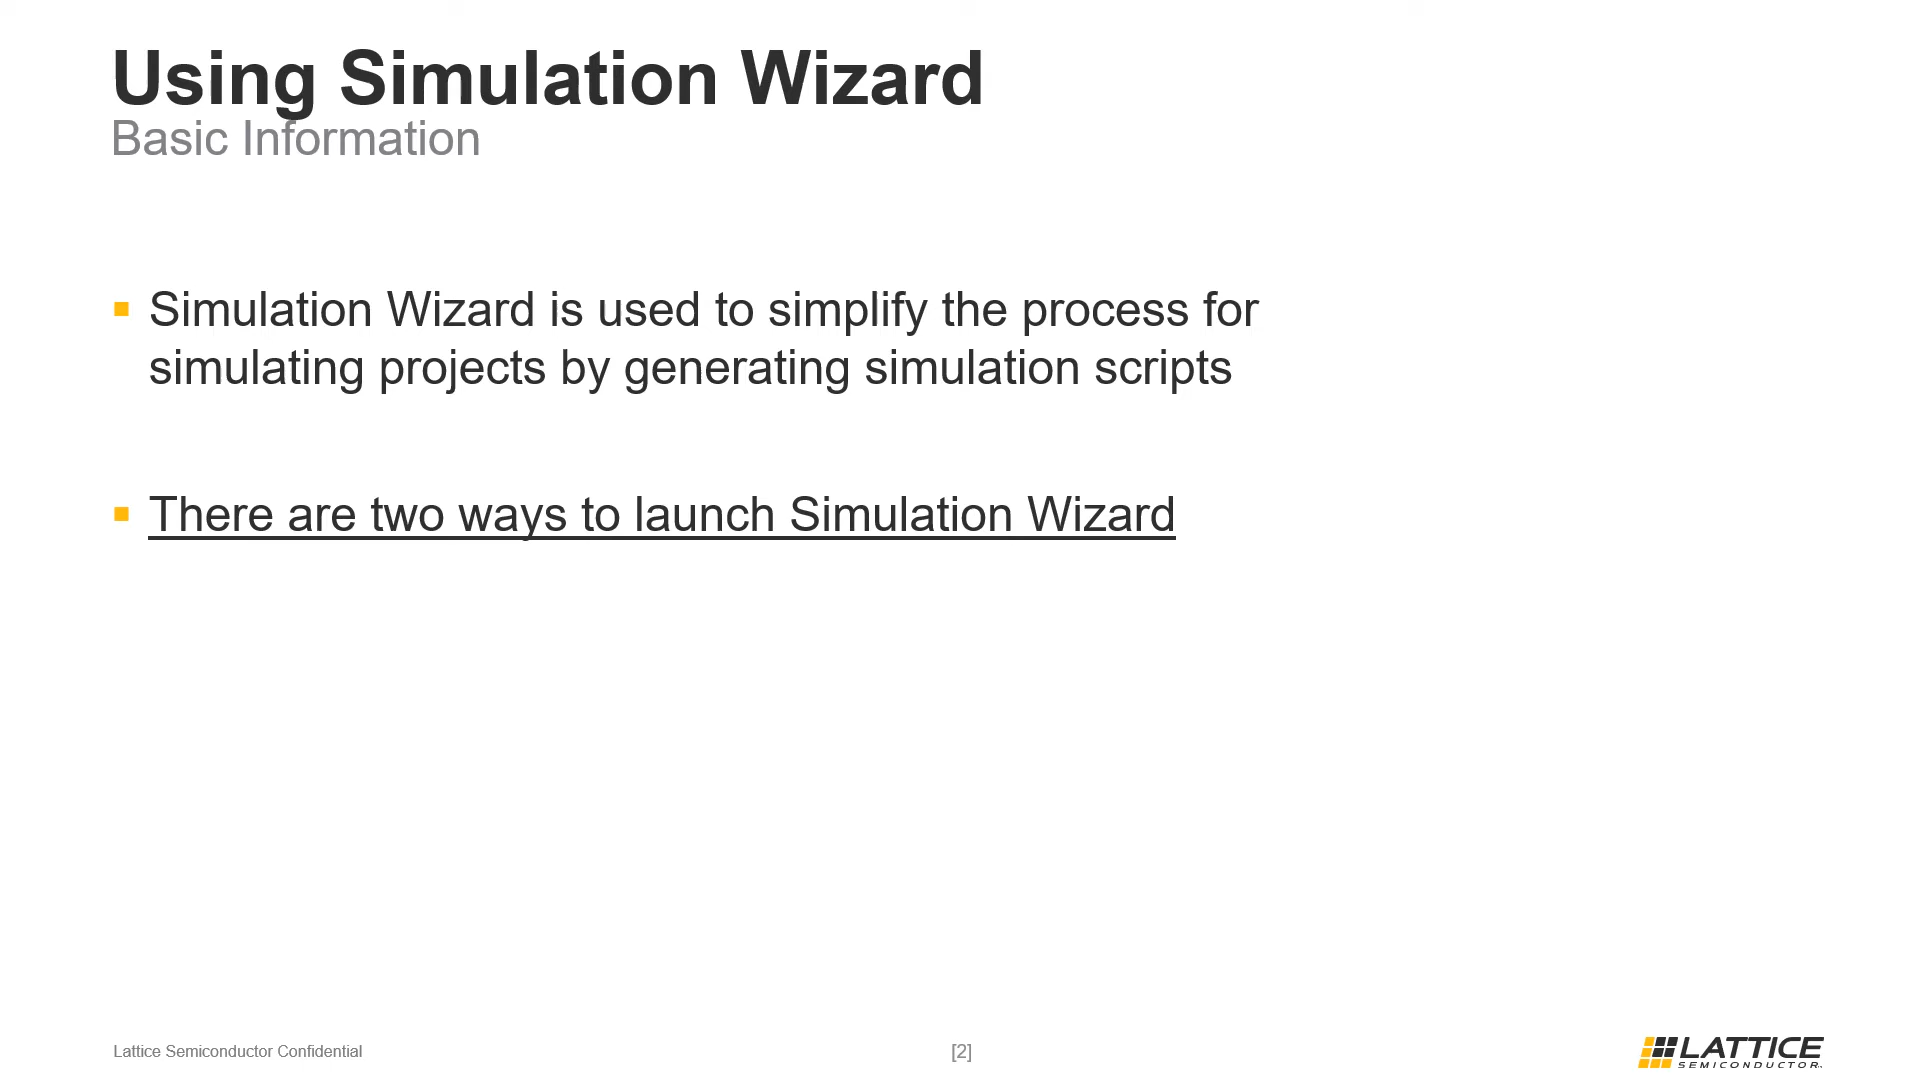 Using Simulation Wizard
Basic Information
Simulation Wizard is used to simplify the process for
simulating projects by generating simulation scripts
There are two ways to launch Simulation Wizard
Lattice Semiconductor Confidential
[2]
LATTICE
SEMICONDUCTOR